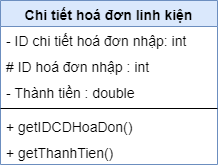 Chi tiết hoá đơn linh kiện
- ID chi tiết hoá đơn nhập: int
# ID hoá đơn nhập : int
- Thành tiền : double
+ getIDCDHoaDon()
+ getThanhTien()